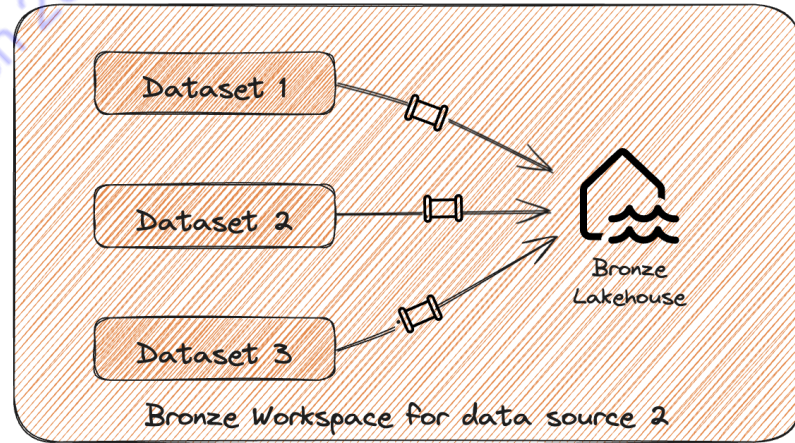 Dataset 1
Dataset 2
Dataset 3
Bronze
Lakehouse
Bronze Workspace for data source 2